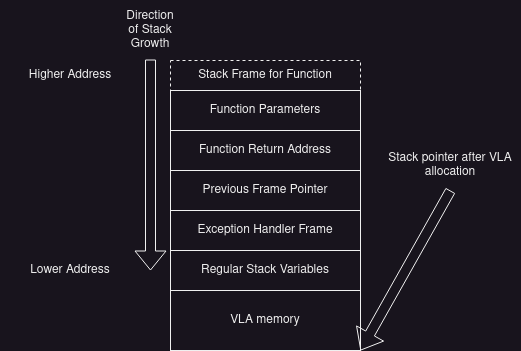 Direction
of Stack
Growth
Higher Address
Stack Frame for Function
Function Parameters
Function Return Address
Stack pointer after VLA
allocation
Previous Frame Pointer
Exception Handler Frame
Lower Address
Regular Stack Variables
VLA memory